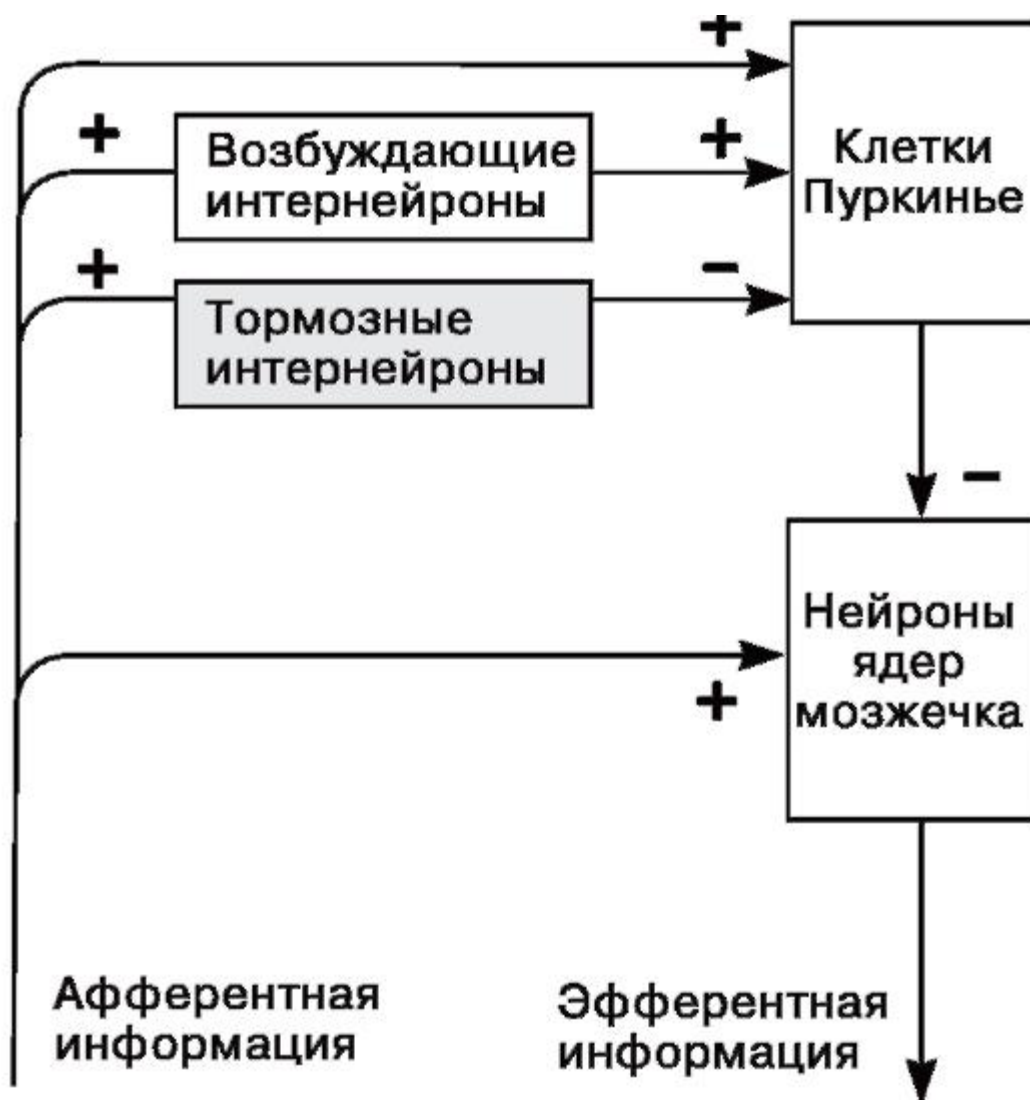 +
+
Возбуждающие
интернейроны
+
Клетки
Пуркинье
+
Тормозные
интернейроны
−
−
Нейроны
ядер
мозжечка
+
Афферентная
информация
Эфферентная
информация